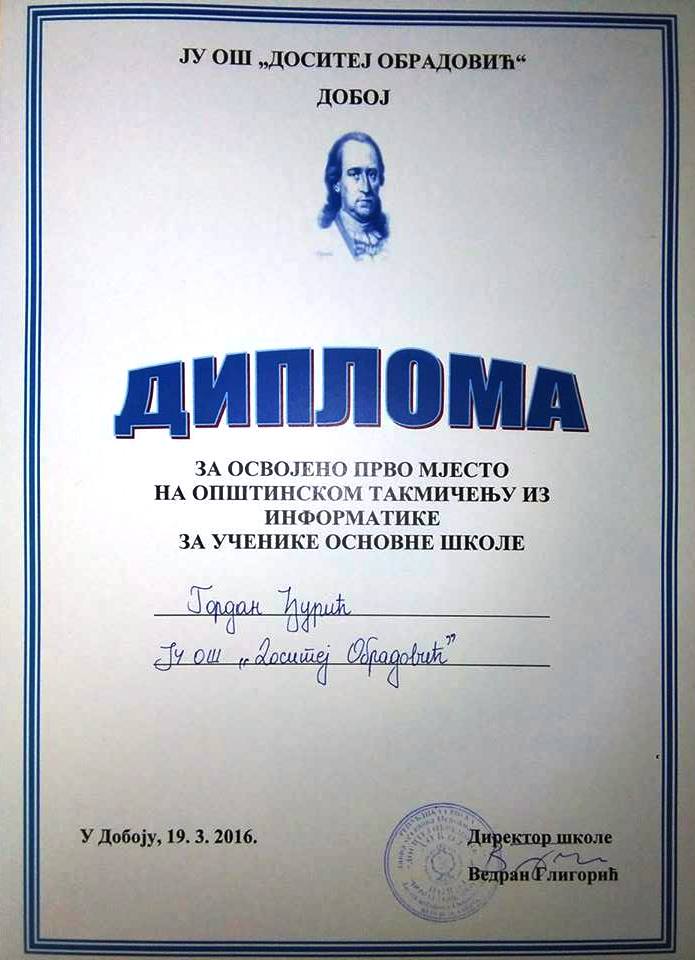 ЈУ ОШ „ДОСИТЕЈ ОБРАДОВИЋ“
ДОБОЈ
ДИПЛОМА
ЗА ОСВОЈЕНО ПРВО МЈЕСТО
НА ОПШТИНСКОМ ТАКМИЧЕЊУ ИЗ
ИНФОРМАТИКЕ
ЗА УЧЕНИКЕ ОСНОВНЕ ШКОЛЕ
Гордан Ђурић
ЈУ ОШ „Доситеј Обрадовић”
У Добоју, 19. 3. 2016.
Директор школе
Ведран Глигорић